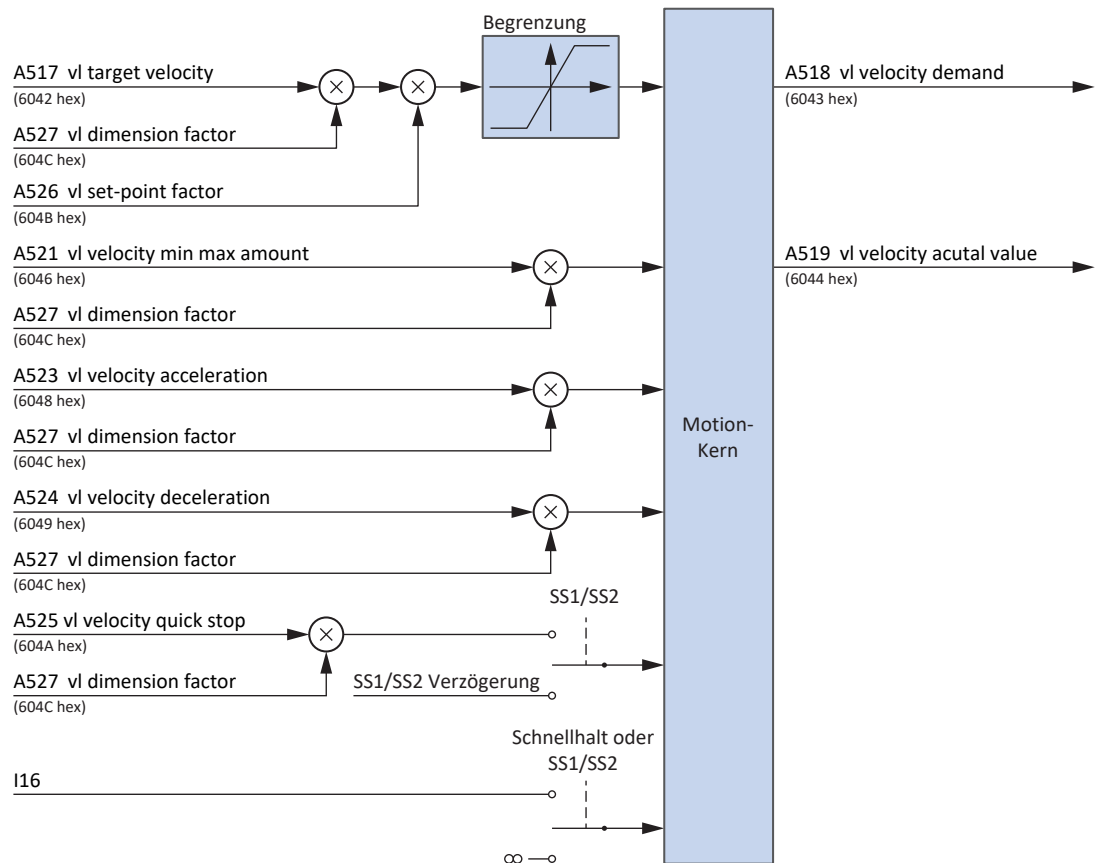 Begrenzung
A517 vl target velocity
(6042 hex)
A518 vl velocity demand
(6043 hex)
A527 vl dimension factor
(604C hex)
A526 vl set-point factor
(604B hex)
A521 vl velocity min max amount
(6046 hex)
A519 vl velocity acutal value
(6044 hex)
A527 vl dimension factor
(604C hex)
A523 vl velocity acceleration
(6048 hex)
A527 vl dimension factor
(604C hex)
Motion-
Kern
A524 vl velocity deceleration
(6049 hex)
A527 vl dimension factor
(604C hex)
SS1/SS2
A525 vl velocity quick stop
(604A hex)
A527 vl dimension factor
(604C hex)
SS1/SS2 Verzögerung
Schnellhalt oder
SS1/SS2
I16
∞